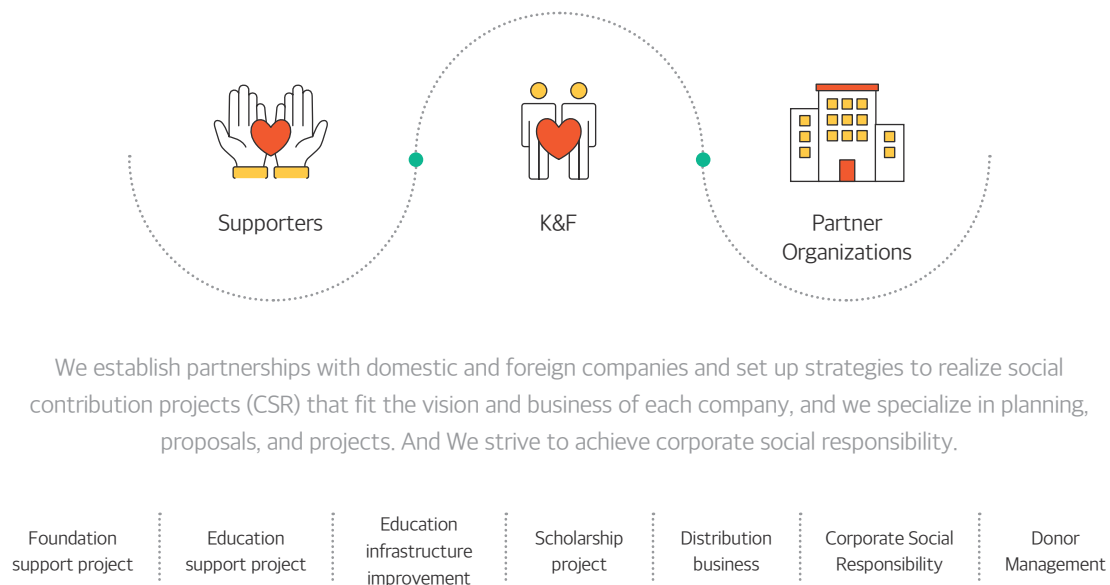 Supporters
K&F
Partner
Organizations
We establish partnerships with domestic and foreign companies and set up strategies to realize social
contribution projects (CSR) that fit the vision and business of each company, and we specialize in planning,
proposals, and projects. And We strive to achieve corporate social responsibility.
Foundation
support project
Education
support project
Education
infrastructure
improvement
Scholarship
project
Distribution
business
Corporate Social
Responsibility
Donor
Management